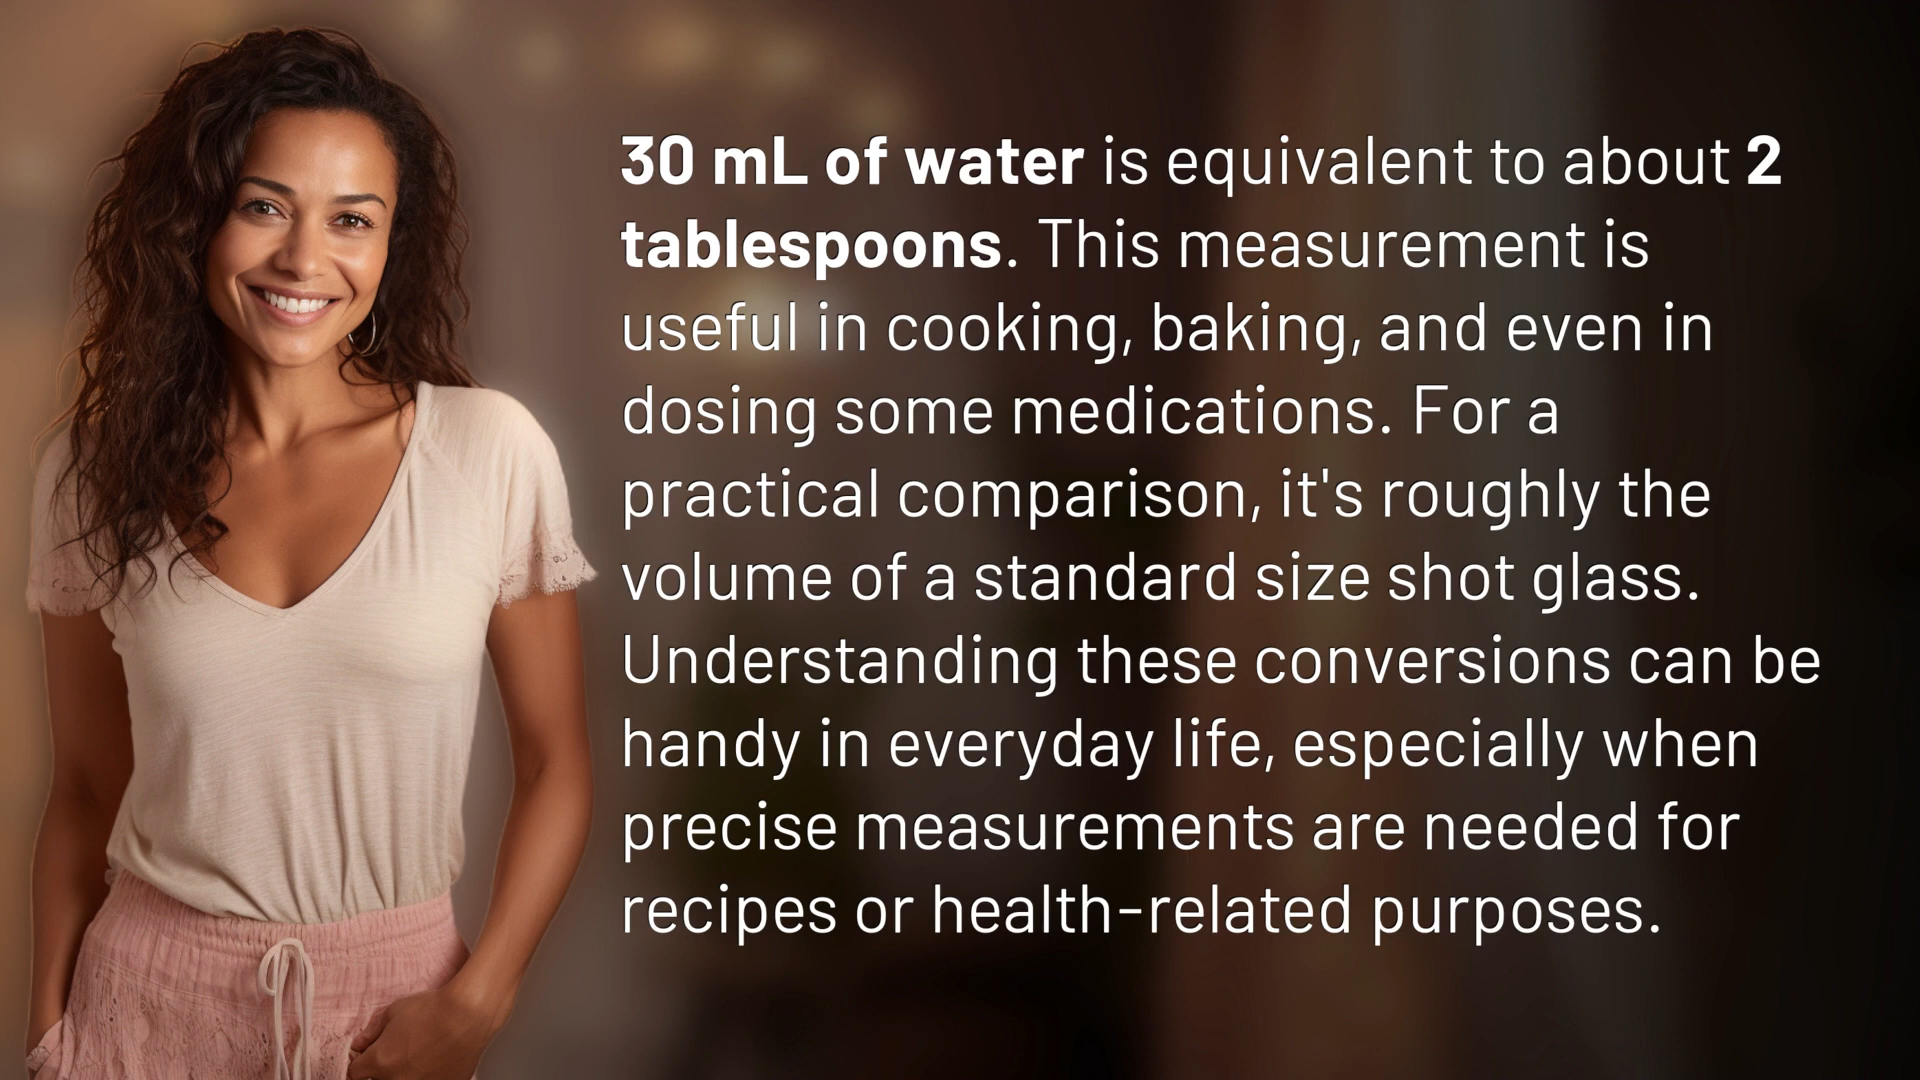 30 mL of water is equivalent to about 2
tablespoons. This measurement is
useful in cooking, baking, and even in
dosing some medications. For a
practical comparison, it's roughly the
volume of a standard size shot glass.
Understanding these conversions can be
handy in everyday life, especially when
precise measurements are needed for
recipes or health-related purposes.